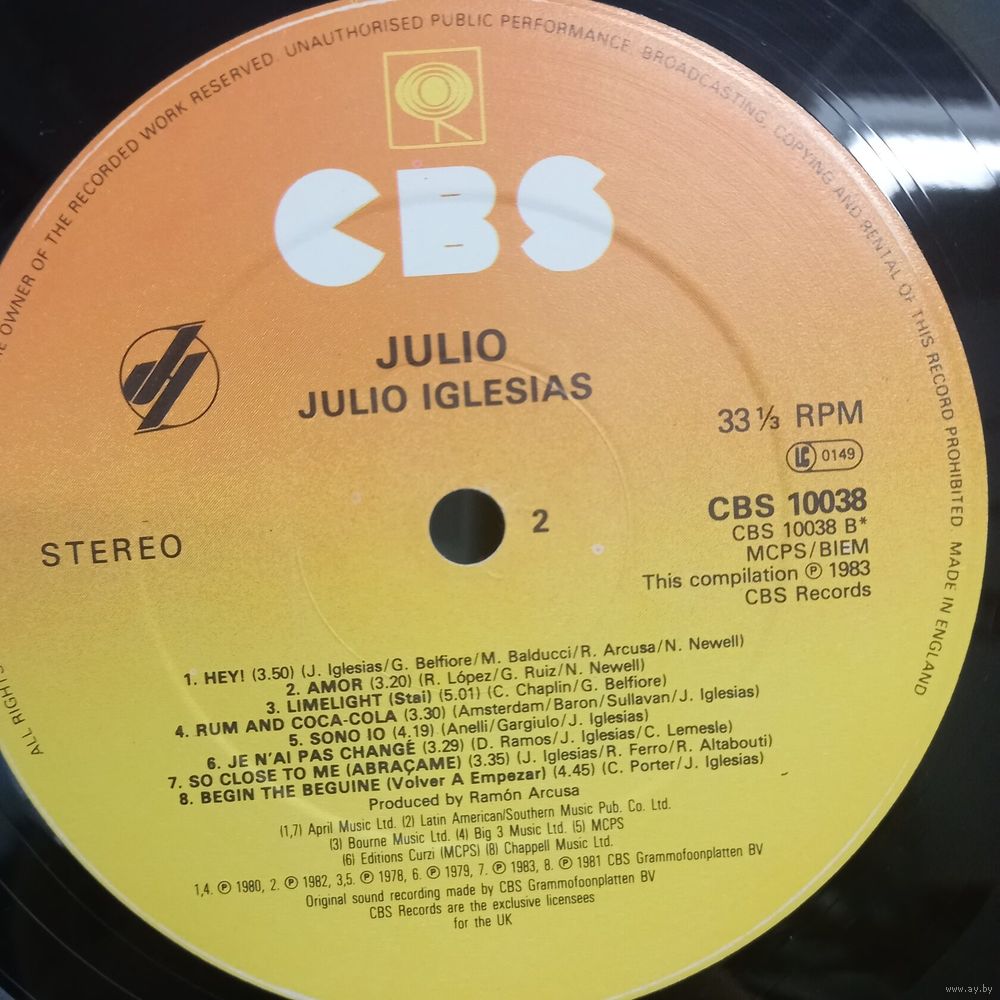 THE OWNER OF THE RECORDED WORK RESERVED. UNAUTHORISED PUBLIC PERFORMANCE, BROADCASTING, COPYING AND RENTAL OF THIS RECORD PROHIBITED. MADE IN ENGLAND
ALL RIGHTS
CBS
JULIO
JULIO IGLESIAS
33 ⅓ RPM
LC 0149
CBS 10038
CBS 10038 B*
MCPS/BIEM
This compilation ℗ 1983
CBS Records
2
STEREO
1. HEY! (3.50) (J. Iglesias/G. Belfiore/M. Balducci/R. Arcusa/N. Newell)
2. AMOR (3.20) (R. López/G. Ruiz/N. Newell)
3. LIMELIGHT (Stai) (5.01) (C. Chaplin/G. Belfiore)
4. RUM AND COCA-COLA (3.30) (Amsterdam/Baron/Sullavan/J. Iglesias)
5. SONO IO (4.19) (Anelli/Gargiulo/J. Iglesias)
6. JE N'AI PAS CHANGÉ (3.29) (D. Ramos/J. Iglesias/C. Lemesle)
7. SO CLOSE TO ME (ABRAÇAME) (3.35) (J. Iglesias/R. Ferro/R. Altabouti)
8. BEGIN THE BEGUINE (Volver A Empezar) (4.45) (C. Porter/J. Iglesias)
Produced by Ramón Arcusa
(1,7) April Music Ltd. (2) Latin American/Southern Music Pub. Co. Ltd.
(3) Bourne Music Ltd. (4) Big 3 Music Ltd. (5) MCPS
(6) Editions Curzi (MCPS) (8) Chappell Music Ltd.
1,4. ℗ 1980, 2. ℗ 1982, 3,5. ℗ 1978, 6. ℗ 1979, 7. ℗ 1983, 8. ℗ 1981 CBS Grammofoonplatten BV
Original sound recording made by CBS Grammofoonplatten BV
CBS Records are the exclusive licensees
for the UK
www.ay.by